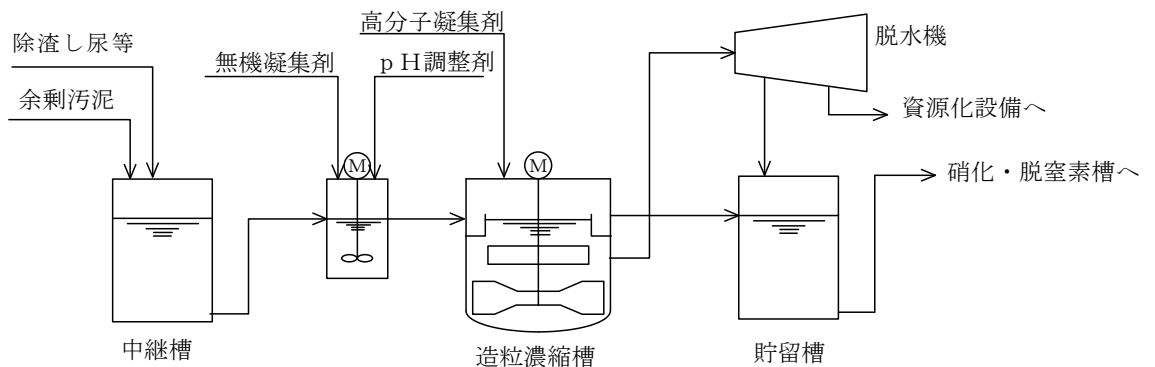 高分子凝集剤
除渣し尿等
無機凝集剤
ｐＨ調整剤
脱水機
余剰汚泥
資源化設備へ
M
M
硝化・脱窒素槽へ
中継槽
造粒濃縮槽
貯留槽